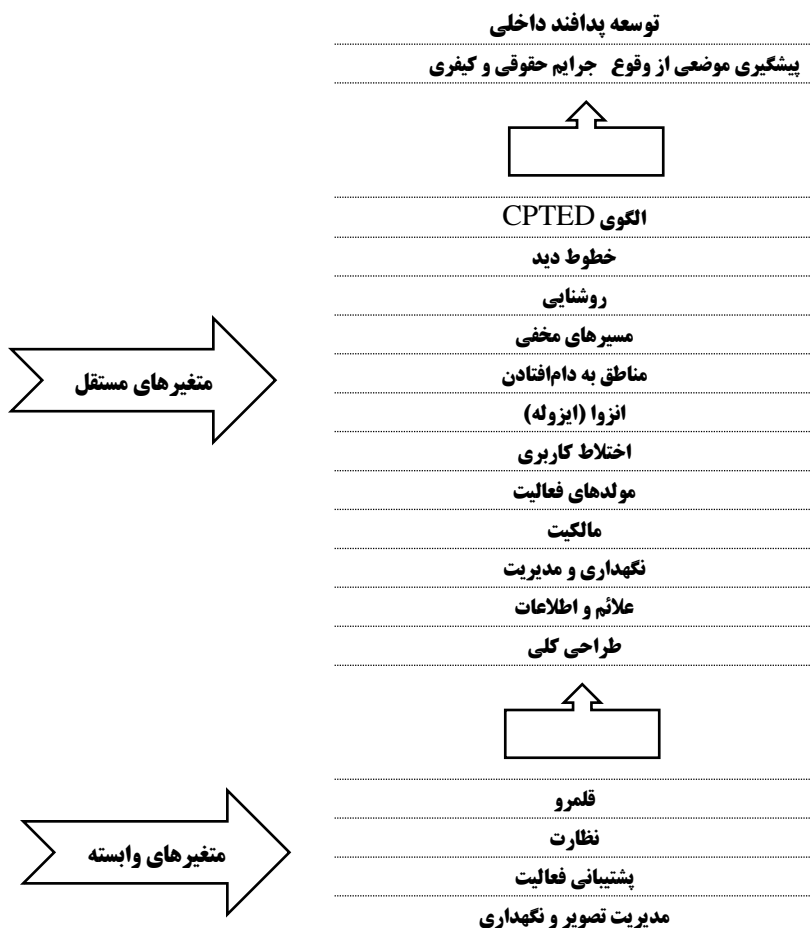 توسعه پدافند داخلی
پیشگیری موضعی از وقوع جرایم حقوقی و کیفری
الگوی CPTED
خطوط دید
روشنایی
مسیرهای مخفی
متغیرهای مستقل
مناطق به دام‌افتادن
انزوا (ایزوله)
اختلاط کاربری
مولدهای فعالیت
مالکیت
نگهداری و مدیریت
علائم و اطلاعات
طراحی کلی
قلمرو
نظارت
متغیرهای وابسته
پشتیبانی فعالیت
مدیریت تصویر و نگهداری